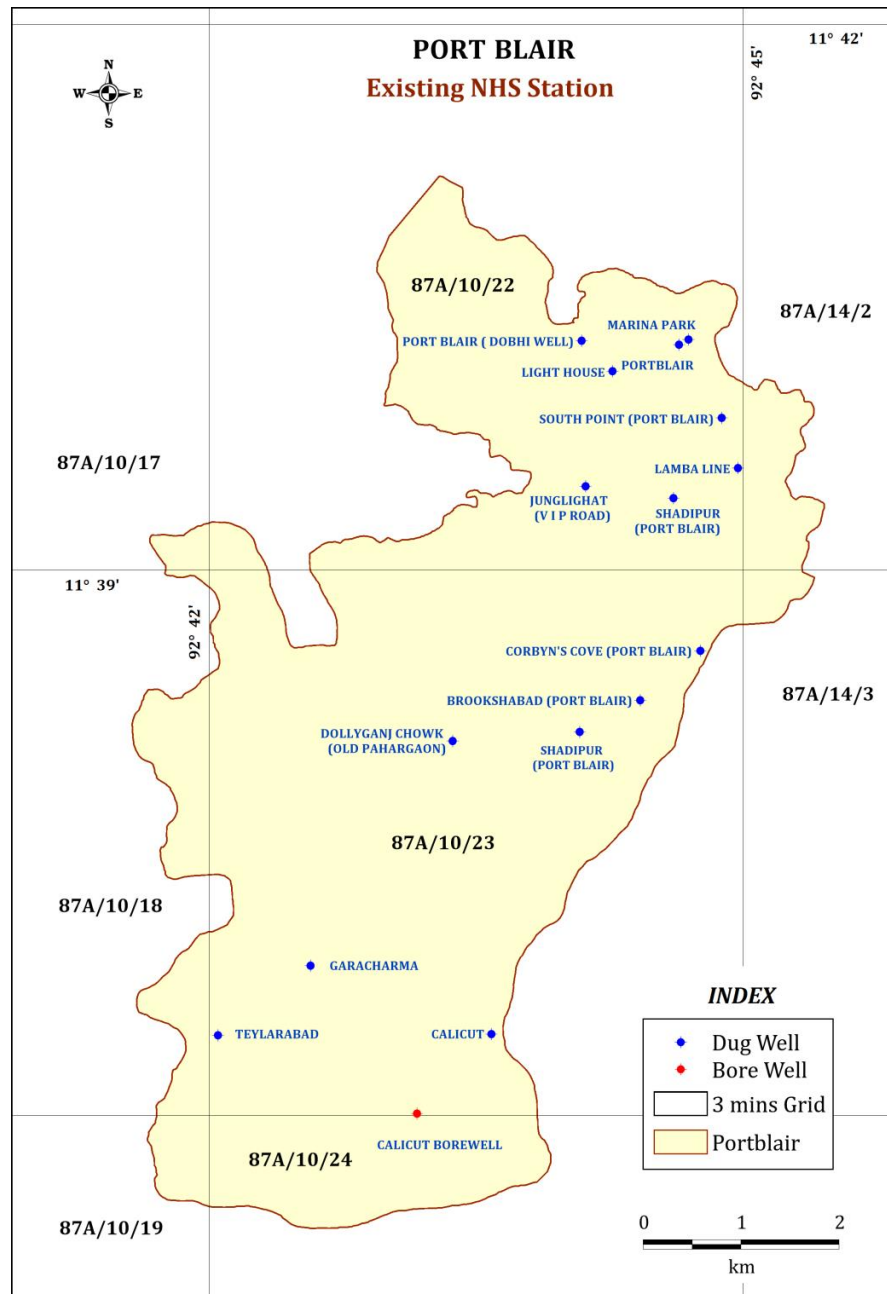 PORT BLAIR
Existing NHS Station
11° 42'
92° 45'
N
W E
S
87A/10/22
87A/14/2
MARINA PARK
PORT BLAIR ( DOBHI WELL)
PORTBLAIR
LIGHT HOUSE
SOUTH POINT (PORT BLAIR)
87A/10/17
LAMBA LINE
JUNGLIGHAT
(V I P ROAD)
SHADIPUR
(PORT BLAIR)
11° 39'
92° 42'
CORBYN'S COVE (PORT BLAIR)
87A/14/3
BROOKSHABAD (PORT BLAIR)
DOLLYGANJ CHOWK
(OLD PAHARGAON)
SHADIPUR
(PORT BLAIR)
87A/10/23
87A/10/18
GARACHARMA
TEYLARABAD
CALICUT
CALICUT BOREWELL
87A/10/24
87A/10/19
INDEX
Dug Well
Bore Well
3 mins Grid
Portblair
0 1 2
km